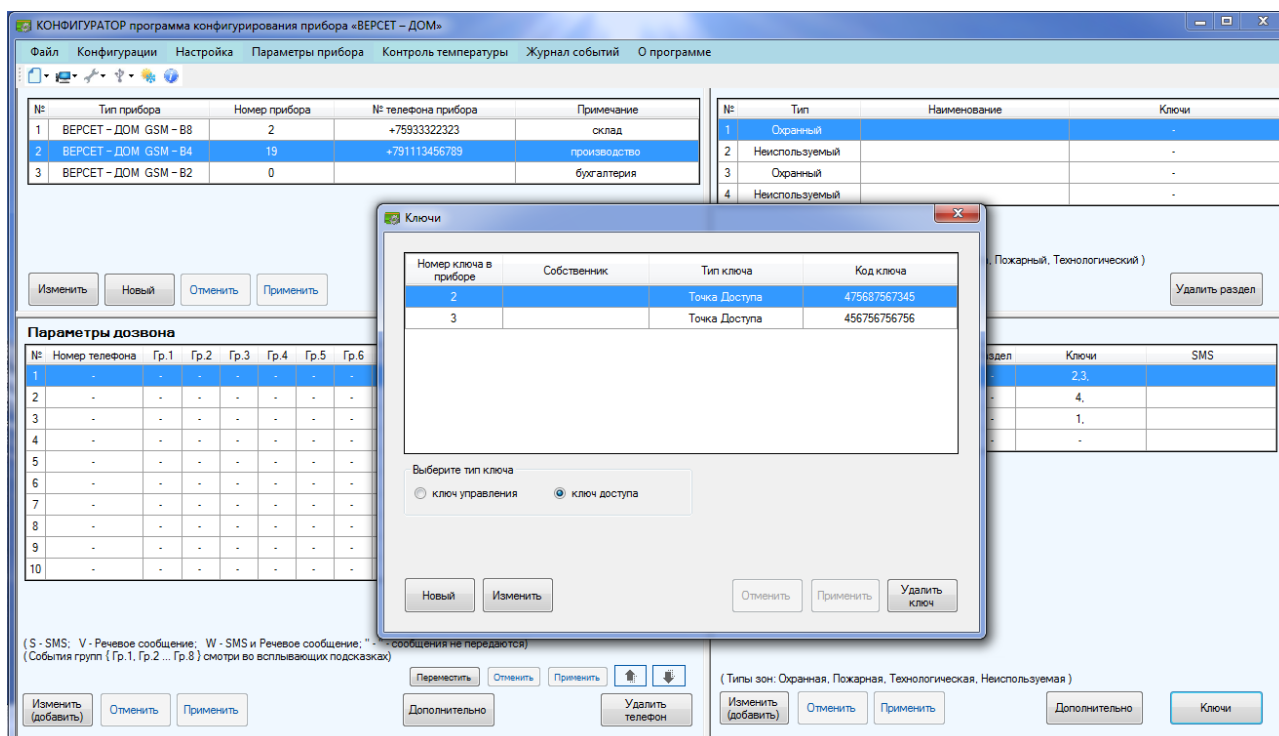 КОНФИГУРАТОР программа конфигурирования прибора «ВЕРСЕТ – ДОМ»
Файл Конфигурации Настройка Параметры прибора Контроль температуры Журнал событий О программе
№ Тип прибора Номер прибора № телефона прибора Примечание
1 ВЕРСЕТ – ДОМ GSM – В8 2 +75933322323 склад
2 ВЕРСЕТ – ДОМ GSM – В4 19 +791113456789 производство
3 ВЕРСЕТ – ДОМ GSM – В2 0 бухгалтерия
Изменить Новый Отменить Применить
№ Тип Наименование Ключи
1 Охранный -
2 Неиспользуемый -
3 Охранный -
4 Неиспользуемый -
, Пожарный, Технологический )
Удалить раздел
Ключи
Номер ключа в приборе Собственник Тип ключа Код ключа
2 Точка Доступа 475687567345
3 Точка Доступа 456756756756
Выберите тип ключа
ключ управления ключ доступа
Новый Изменить Отменить Применить Удалить ключ
Параметры дозвона
№ Номер телефона Гр.1 Гр.2 Гр.3 Гр.4 Гр.5 Гр.6
1 - - - - - - -
2 - - - - - - -
3 - - - - - - -
4 - - - - - - -
5 - - - - - - -
6 - - - - - - -
7 - - - - - - -
8 - - - - - - -
9 - - - - - - -
10 - - - - - - -
( S - SMS; V - Речевое сообщение; W - SMS и Речевое сообщение; " - " - сообщения не передаются)
(События групп { Гр.1, Гр.2 ... Гр.8 } смотри во всплывающих подсказках)
Переместить Отменить Применить
Изменить (добавить) Отменить Применить Дополнительно Удалить телефон
Ключи SMS
- 2,3,
- 4,
- 1,
- -
( Типы зон: Охранная, Пожарная, Технологическая, Неиспользуемая )
Изменить (добавить) Отменить Применить Дополнительно Ключи